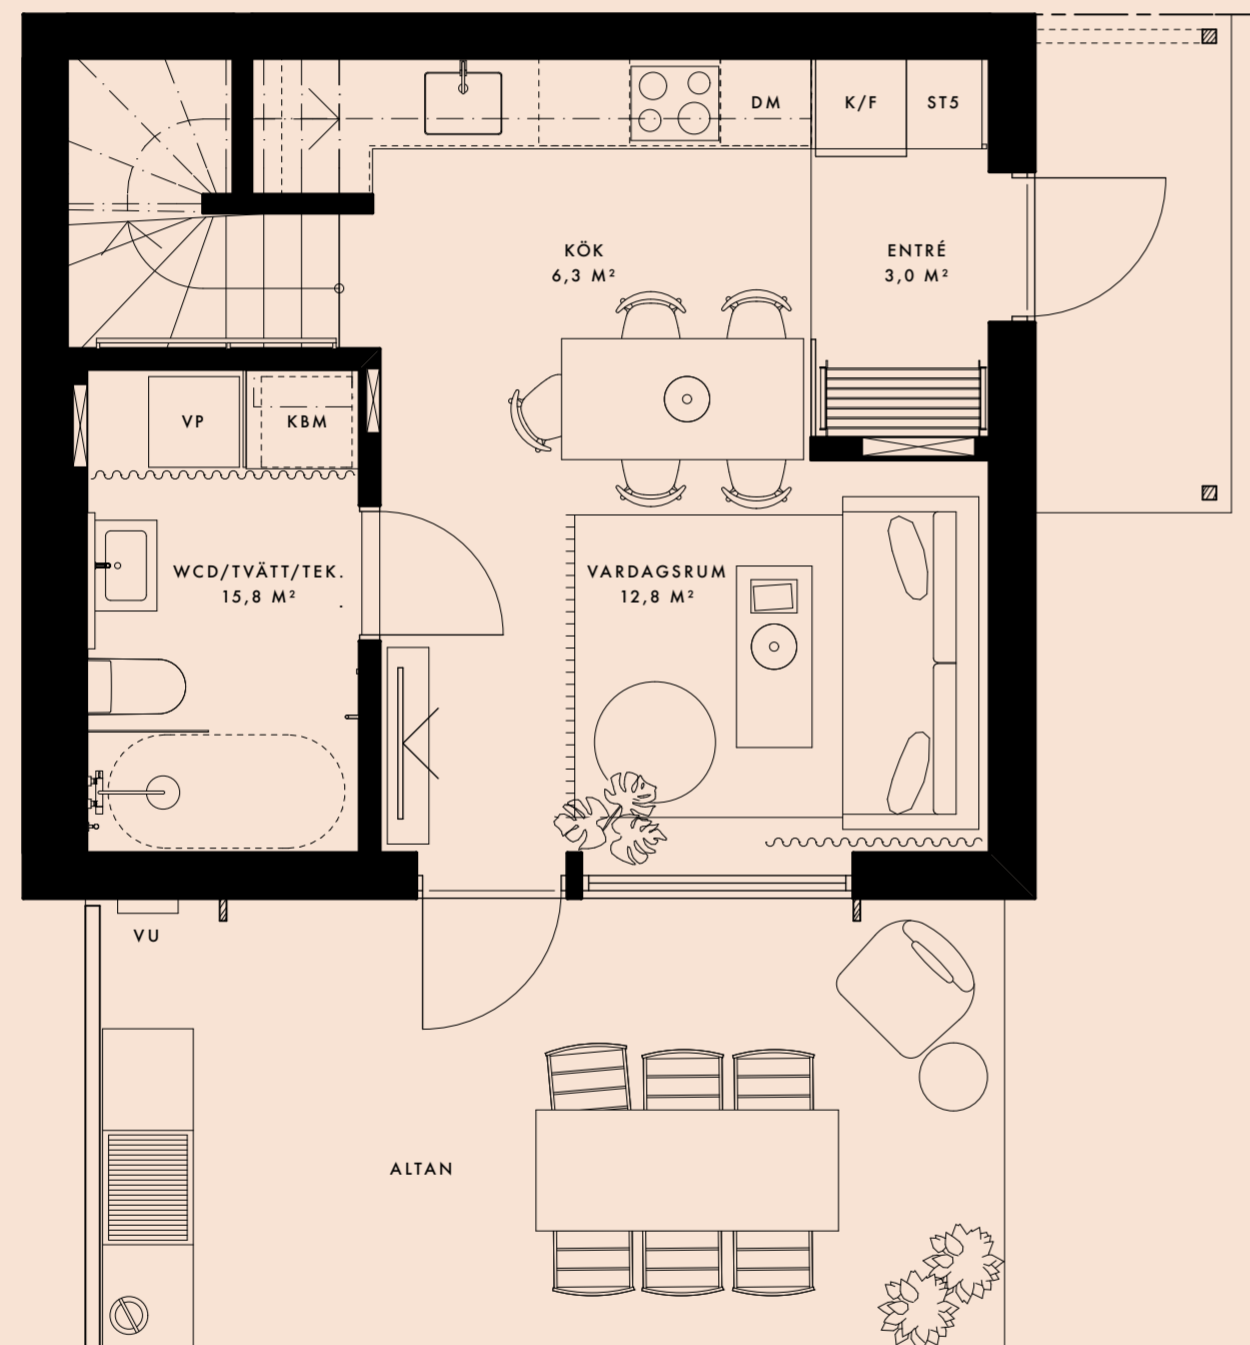 DM
K/F
ST5
KÖK
6,3 M²
ENTRÉ
3,0 M²
VP
KBM
WCD/TVÄTT/TEK.
15,8 M²
VARDAGSRUM
12,8 M²
VU
ALTAN